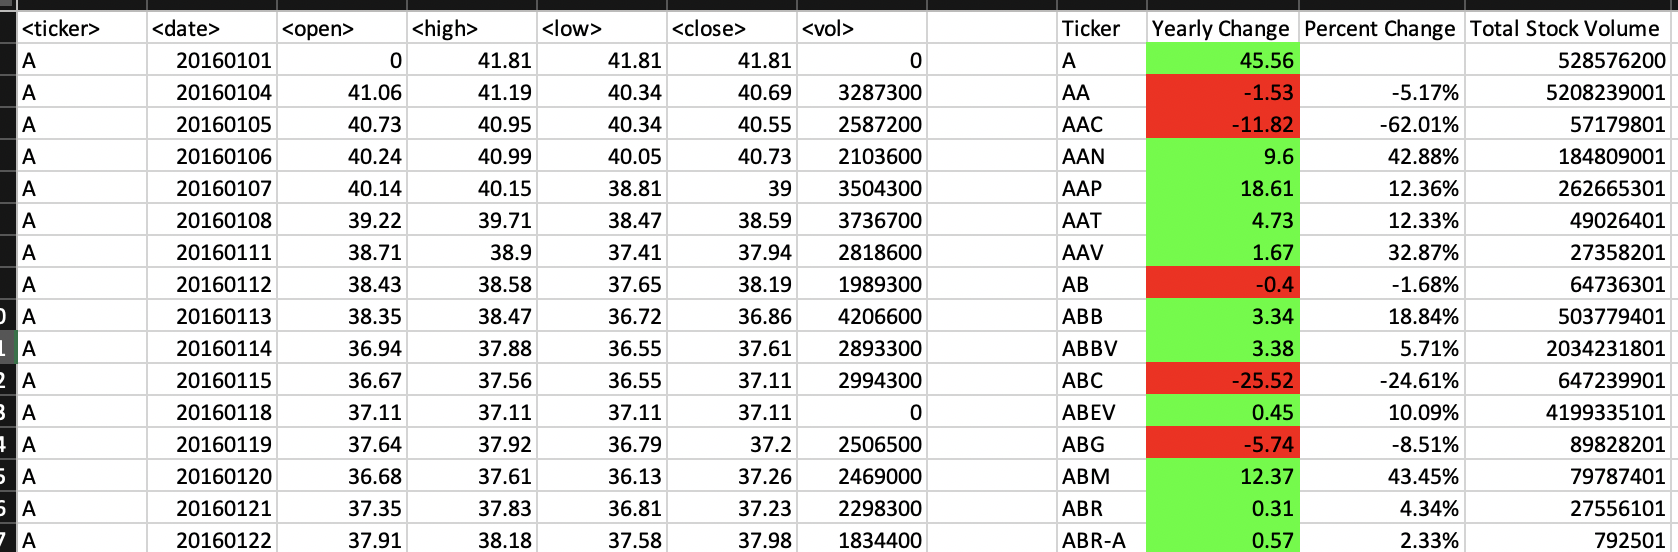 <ticker> <date> <open> <high> <low> <close> <vol> Ticker Yearly Change Percent Change Total Stock Volume
A 20160101 0 41.81 41.81 41.81 0 A 45.56 528576200
A 20160104 41.06 41.19 40.34 40.69 3287300 AA -1.53 -5.17% 5208239001
A 20160105 40.73 40.95 40.34 40.55 2587200 AAC -11.82 -62.01% 57179801
A 20160106 40.24 40.99 40.05 40.73 2103600 AAN 9.6 42.88% 184809001
A 20160107 40.14 40.15 38.81 39 3504300 AAP 18.61 12.36% 262665301
A 20160108 39.22 39.71 38.47 38.59 3736700 AAT 4.73 12.33% 49026401
A 20160111 38.71 38.9 37.41 37.94 2818600 AAV 1.67 32.87% 27358201
A 20160112 38.43 38.58 37.65 38.19 1989300 AB -0.4 -1.68% 64736301
A 20160113 38.35 38.47 36.72 36.86 4206600 ABB 3.34 18.84% 503779401
A 20160114 36.94 37.88 36.55 37.61 2893300 ABBV 3.38 5.71% 2034231801
A 20160115 36.67 37.56 36.55 37.11 2994300 ABC -25.52 -24.61% 647239901
A 20160118 37.11 37.11 37.11 37.11 0 ABEV 0.45 10.09% 4199335101
A 20160119 37.64 37.92 36.79 37.2 2506500 ABG -5.74 -8.51% 89828201
A 20160120 36.68 37.61 36.13 37.26 2469000 ABM 12.37 43.45% 79787401
A 20160121 37.35 37.83 36.81 37.23 2298300 ABR 0.31 4.34% 27556101
A 20160122 37.91 38.18 37.58 37.98 1834400 ABR-A 0.57 2.33% 792501